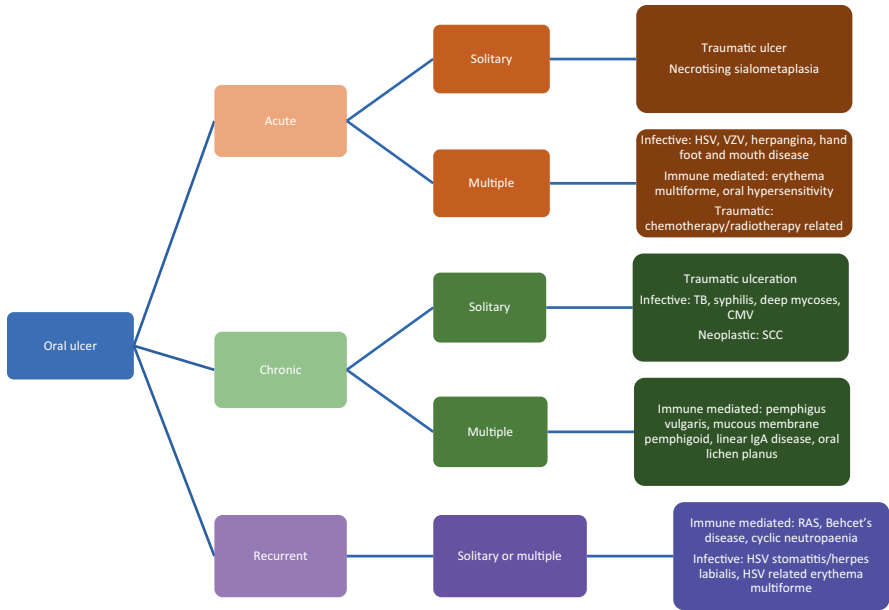 Oral ulcer
Acute
Solitary
Traumatic ulcer
Necrotising sialometaplasia
Multiple
Infective: HSV, VZV, herpangina, hand
foot and mouth disease
Immune mediated: erythema
multiforme, oral hypersensitivity
Traumatic:
chemotherapy/radiotherapy related
Chronic
Solitary
Traumatic ulceration
Infective: TB, syphilis, deep mycoses,
CMV
Neoplastic: SCC
Multiple
Immune mediated: pemphigus
vulgaris, mucous membrane
pemphigoid, linear IgA disease, oral
lichen planus
Recurrent
Solitary or multiple
Immune mediated: RAS, Behcet's
disease, cyclic neutropaenia
Infective: HSV stomatitis/herpes
labialis, HSV related erythema
multiforme